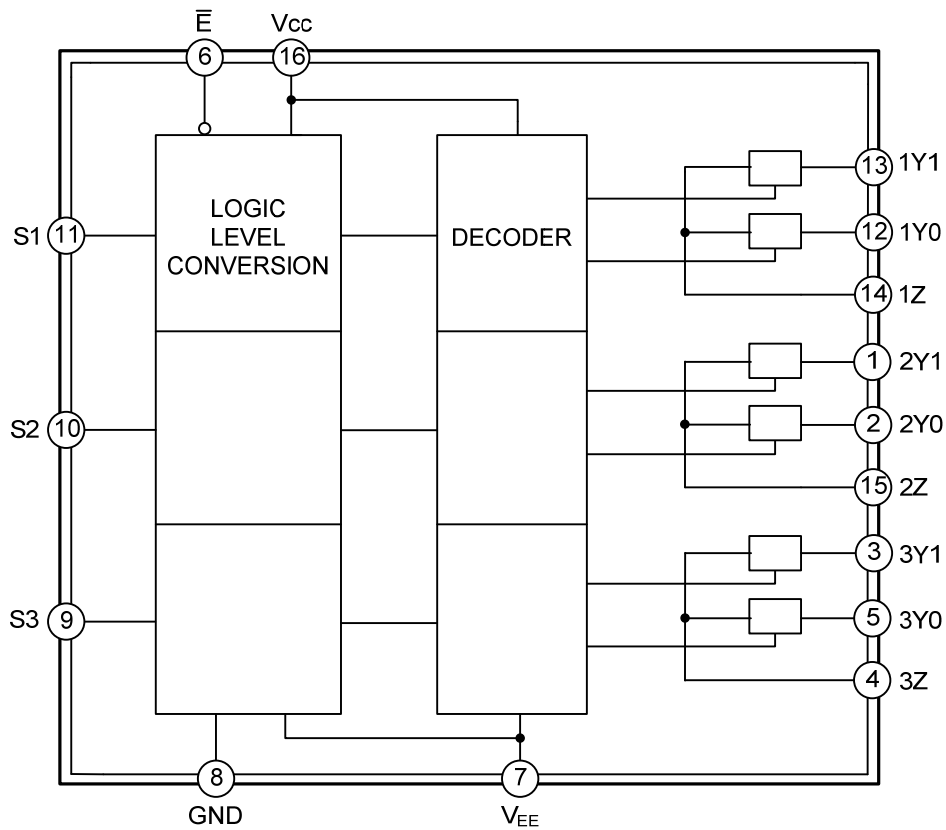 E̅ Vcc
6 16
LOGIC
LEVEL
CONVERSION
DECODER
S1 11
S2 10
S3 9
13 1Y1
12 1Y0
14 1Z
1 2Y1
2 2Y0
15 2Z
3 3Y1
5 3Y0
4 3Z
8 7
GND VEE